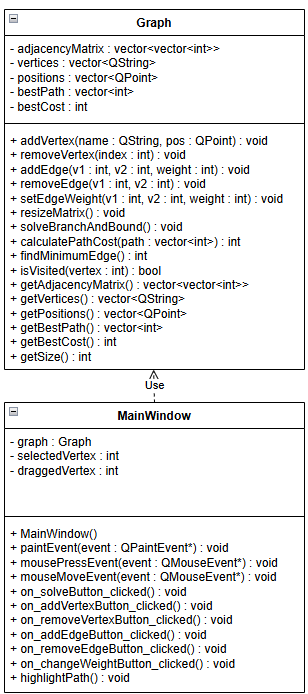 Graph
- adjacencyMatrix : vector<vector<int>>
- vertices : vector<QString>
- positions : vector<QPoint>
- bestPath : vector<int>
- bestCost : int
+ addVertex(name : QString, pos : QPoint) : void
+ removeVertex(index : int) : void
+ addEdge(v1 : int, v2 : int, weight : int) : void
+ removeEdge(v1 : int, v2 : int) : void
+ setEdgeWeight(v1 : int, v2 : int, weight : int) : void
+ resizeMatrix() : void
+ solveBranchAndBound() : void
+ calculatePathCost(path : vector<int>) : int
+ findMinimumEdge() : int
+ isVisited(vertex : int) : bool
+ getAdjacencyMatrix() : vector<vector<int>>
+ getVertices() : vector<QString>
+ getPositions() : vector<QPoint>
+ getBestPath() : vector<int>
+ getBestCost() : int
+ getSize() : int
Use
MainWindow
- graph : Graph
- selectedVertex : int
- draggedVertex : int
+ MainWindow()
+ paintEvent(event : QPaintEvent*) : void
+ mousePressEvent(event : QMouseEvent*) : void
+ mouseMoveEvent(event : QMouseEvent*) : void
+ on_solveButton_clicked() : void
+ on_addVertexButton_clicked() : void
+ on_removeVertexButton_clicked() : void
+ on_addEdgeButton_clicked() : void
+ on_removeEdgeButton_clicked() : void
+ on_changeWeightButton_clicked() : void
+ highlightPath() : void